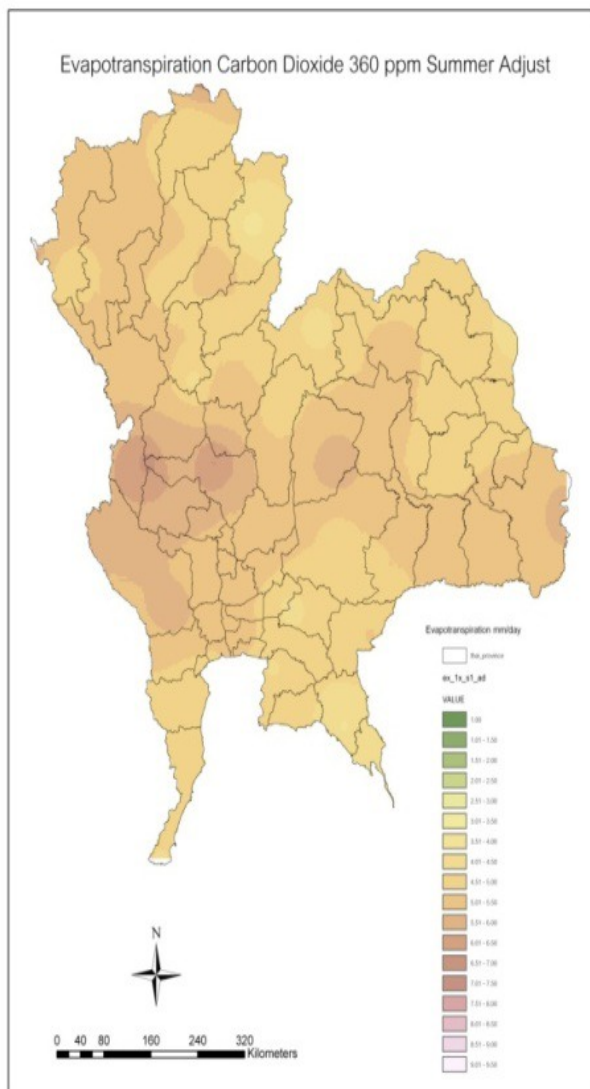 Evapotranspiration Carbon Dioxide 360 ppm Summer Adjust
Evapotranspiration mm/day
thai_province
ex_1x_s1_ad
VALUE
1.00
1.01 - 1.50
1.51 - 2.00
2.01 - 2.50
2.51 - 3.00
3.01 - 3.50
3.51 - 4.00
4.01 - 4.50
4.51 - 5.00
5.01 - 5.50
5.51 - 6.00
6.01 - 6.50
6.51 - 7.00
7.01 - 7.50
7.51 - 8.00
8.01 - 8.50
8.51 - 9.00
9.01 - 9.50
N
0 40 80 160 240 320
Kilometers